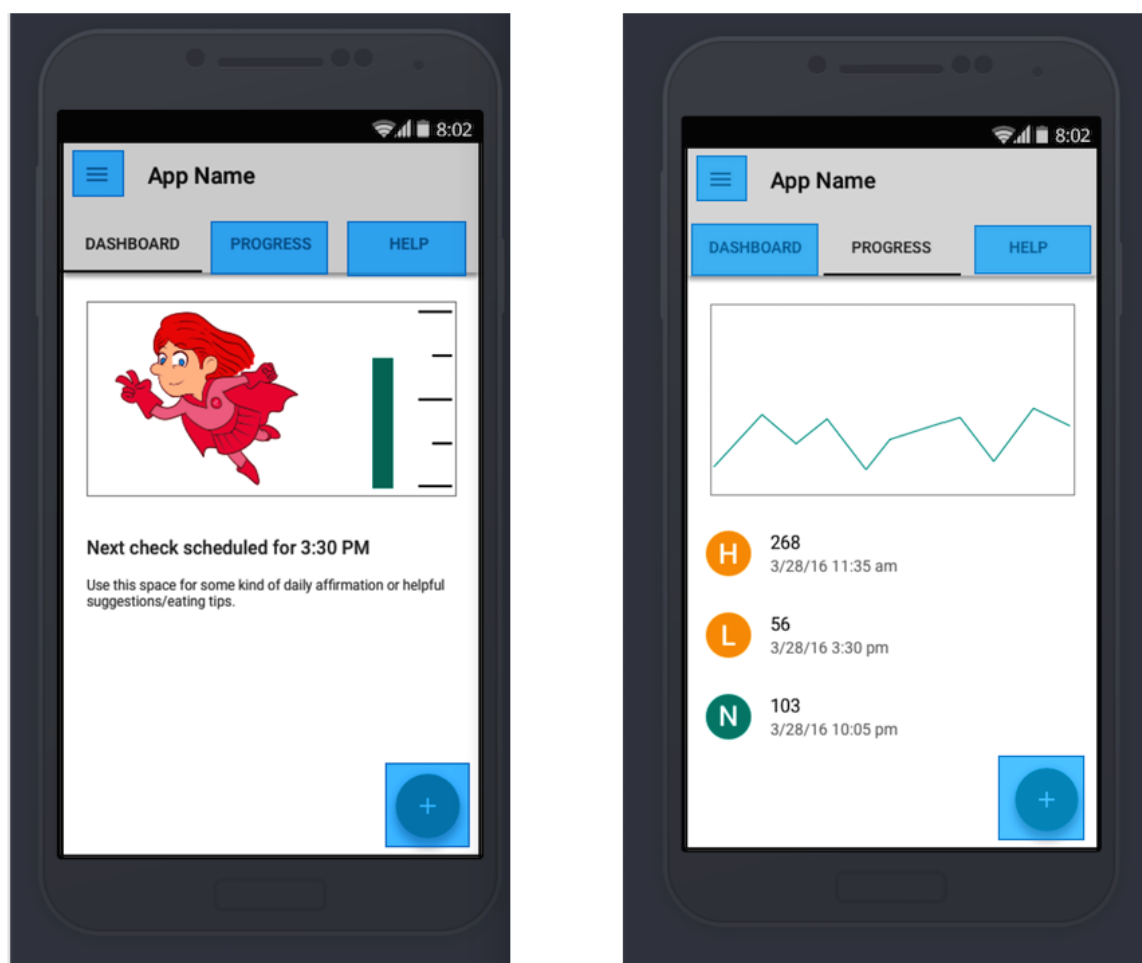 8:02
App Name
DASHBOARD PROGRESS HELP
Next check scheduled for 3:30 PM
Use this space for some kind of daily affirmation or helpful
suggestions/eating tips.
+
8:02
App Name
DASHBOARD PROGRESS HELP
H 268
3/28/16 11:35 am
L 56
3/28/16 3:30 pm
N 103
3/28/16 10:05 pm
+